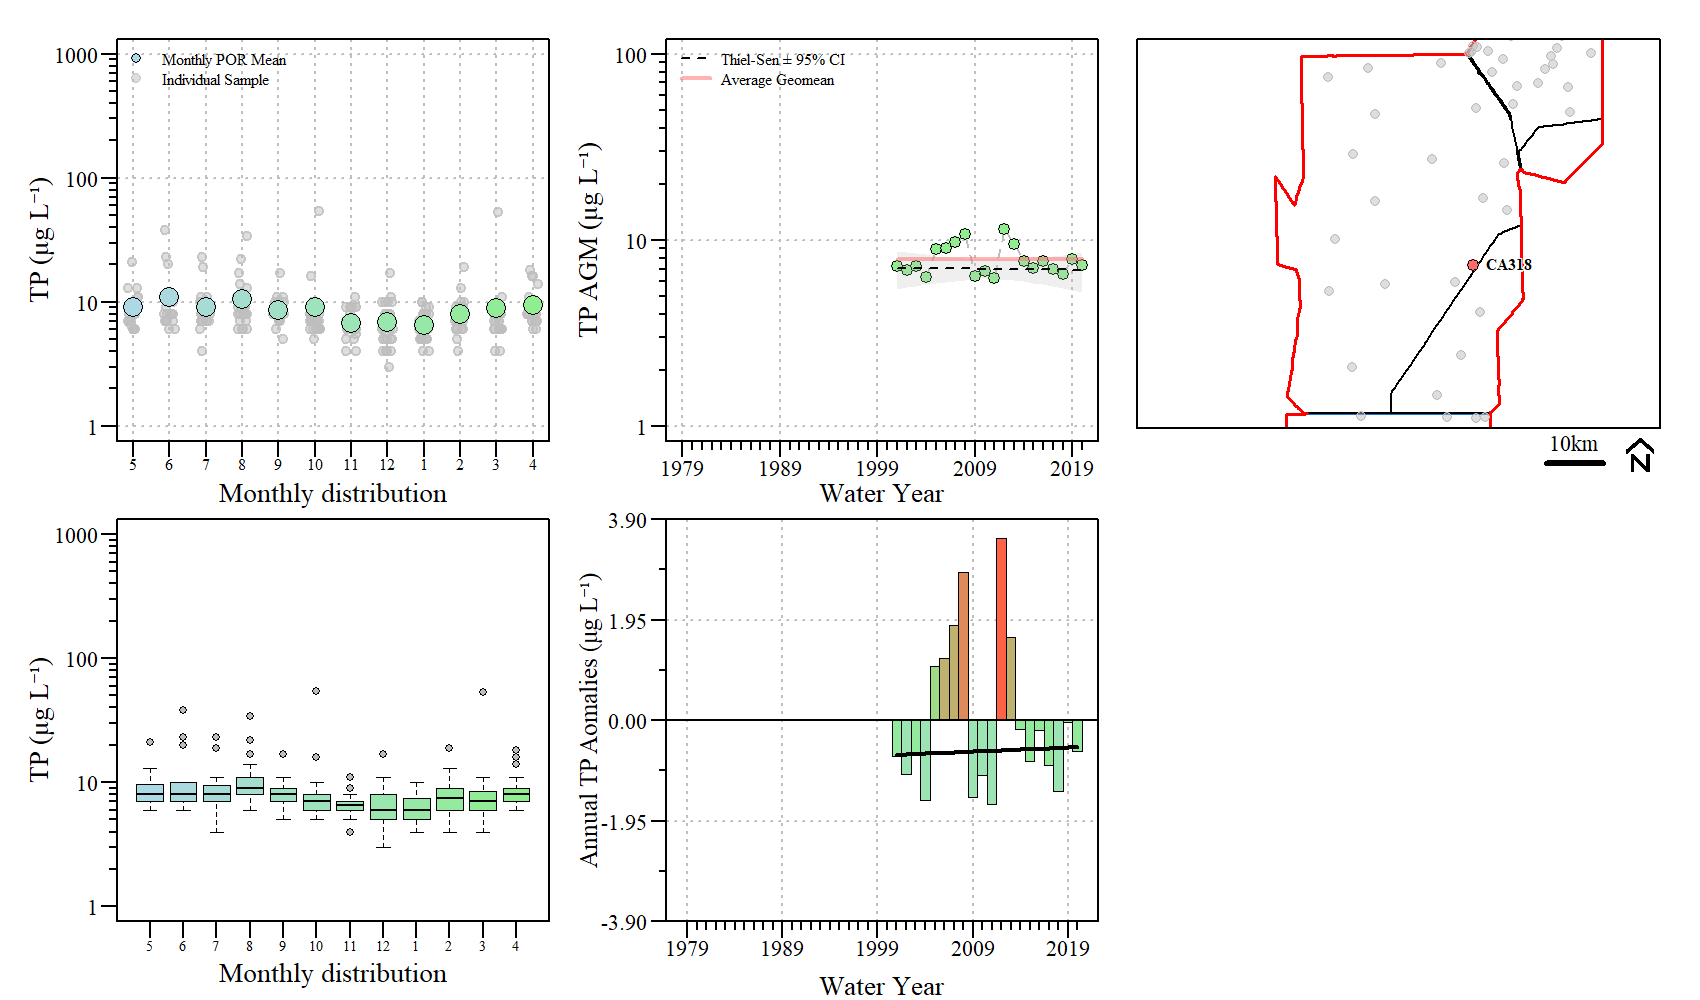 1000
100
10
1
TP (µg L⁻¹)
Monthly POR Mean
Individual Sample
5 6 7 8 9 10 11 12 1 2 3 4
Monthly distribution
100
10
1
TP AGM (µg L⁻¹)
Thiel-Sen ± 95% CI
Average Geomean
1979 1989 1999 2009 2019
Water Year
CA318
10km
N
1000
100
10
1
TP (µg L⁻¹)
5 6 7 8 9 10 11 12 1 2 3 4
Monthly distribution
3.90
1.95
0.00
-1.95
-3.90
Annual TP Aomalies (µg L⁻¹)
1979 1989 1999 2009 2019
Water Year